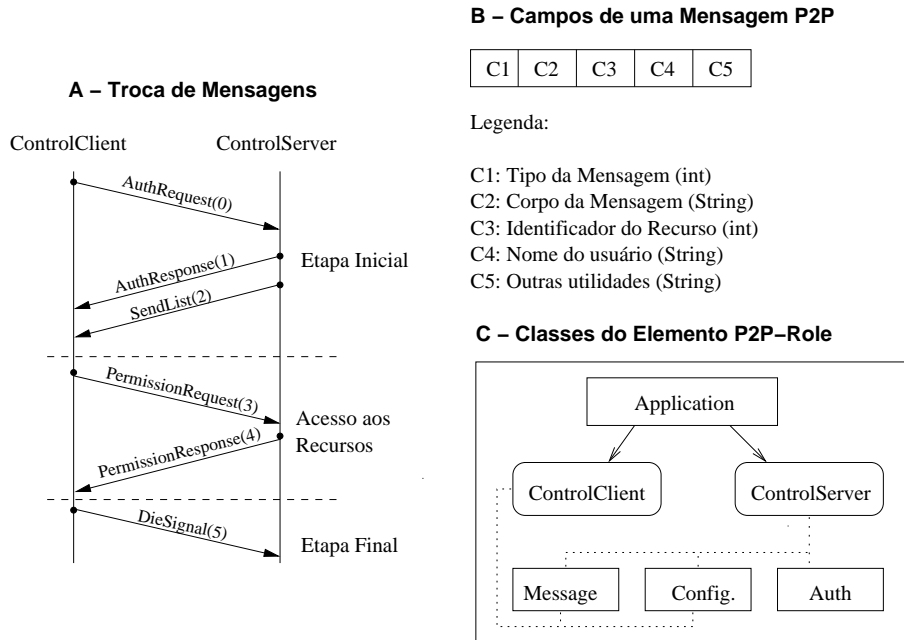 A – Troca de Mensagens
ControlClient
ControlServer
AuthRequest(0)
AuthResponse(1)
Etapa Inicial
SendList(2)
PermissionRequest(3)
Acesso aos
Recursos
PermissionResponse(4)
DieSignal(5)
Etapa Final
B – Campos de uma Mensagem P2P
C1 C2 C3 C4 C5
Legenda:
C1: Tipo da Mensagem (int)
C2: Corpo da Mensagem (String)
C3: Identificador do Recurso (int)
C4: Nome do usuário (String)
C5: Outras utilidades (String)
C – Classes do Elemento P2P–Role
Application
ControlClient
ControlServer
Message
Config.
Auth